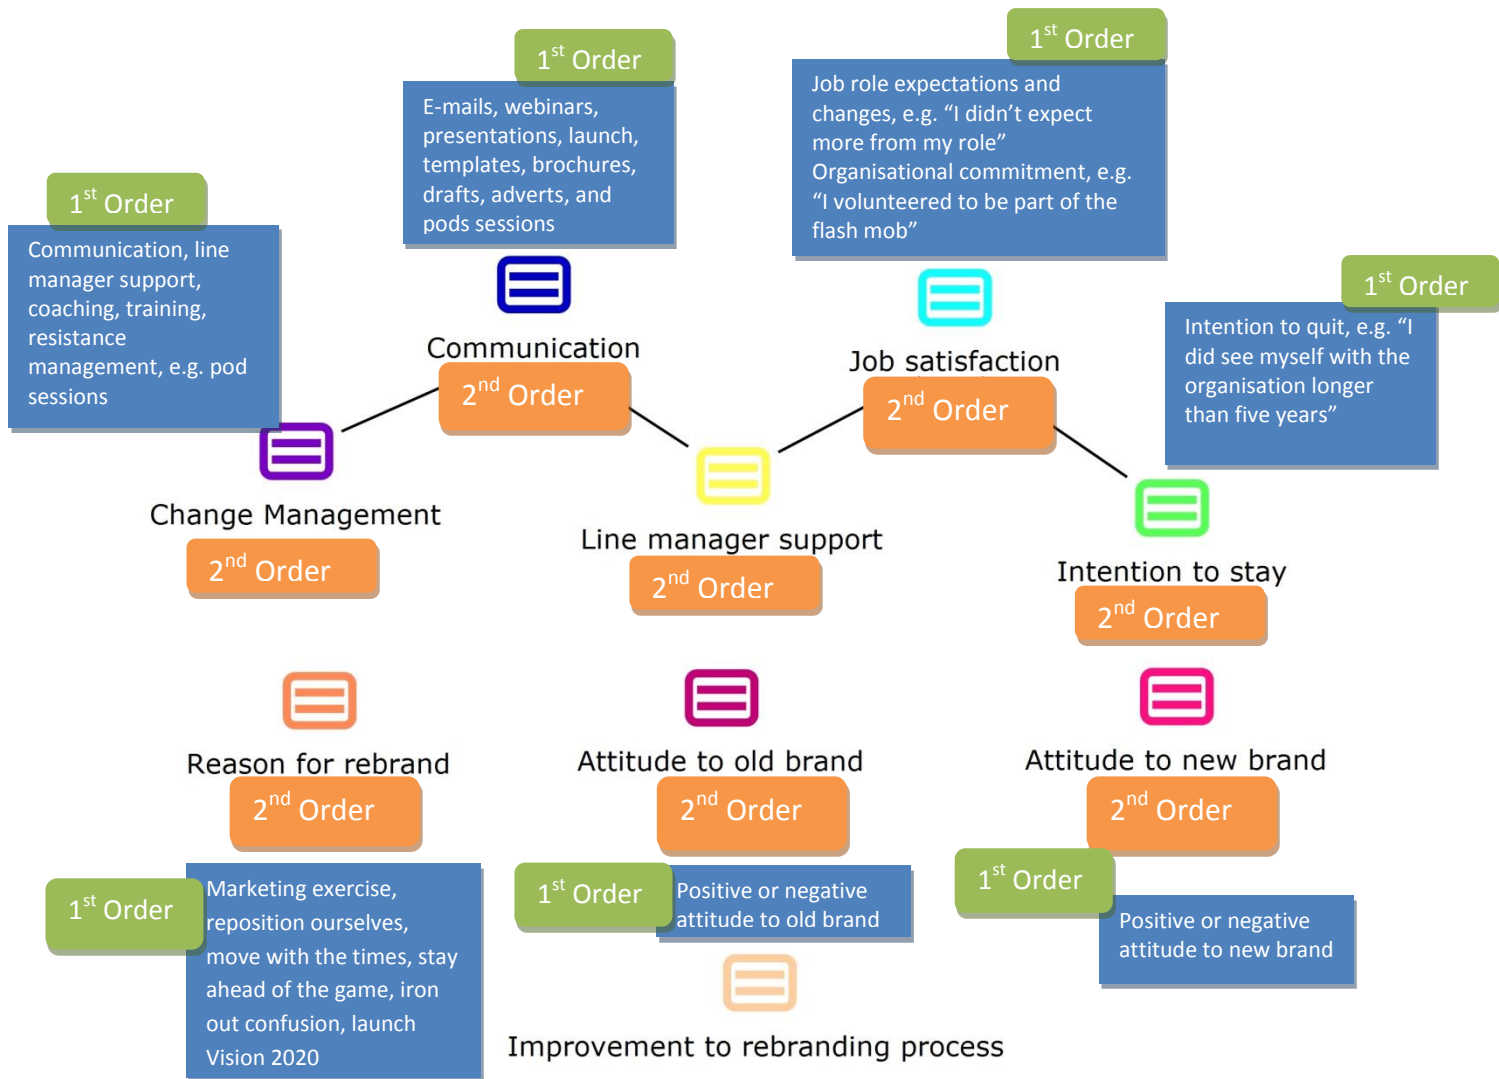 1st Order
E-mails, webinars,
presentations, launch,
templates, brochures,
drafts, adverts, and
pods sessions
1st Order
Job role expectations and
changes, e.g. “I didn’t expect
more from my role”
Organisational commitment, e.g.
“I volunteered to be part of the
flash mob”
1st Order
Communication, line
manager support,
coaching, training,
resistance
management, e.g. pod
sessions
1st Order
Intention to quit, e.g. “I
did see myself with the
organisation longer
than five years”
Communication
2nd Order
Job satisfaction
2nd Order
Change Management
2nd Order
Line manager support
2nd Order
Intention to stay
2nd Order
Reason for rebrand
2nd Order
1st Order
Marketing exercise,
reposition ourselves,
move with the times, stay
ahead of the game, iron
out confusion, launch
Vision 2020
Attitude to old brand
2nd Order
1st Order
Positive or negative
attitude to old brand
Attitude to new brand
2nd Order
1st Order
Positive or negative
attitude to new brand
Improvement to rebranding process